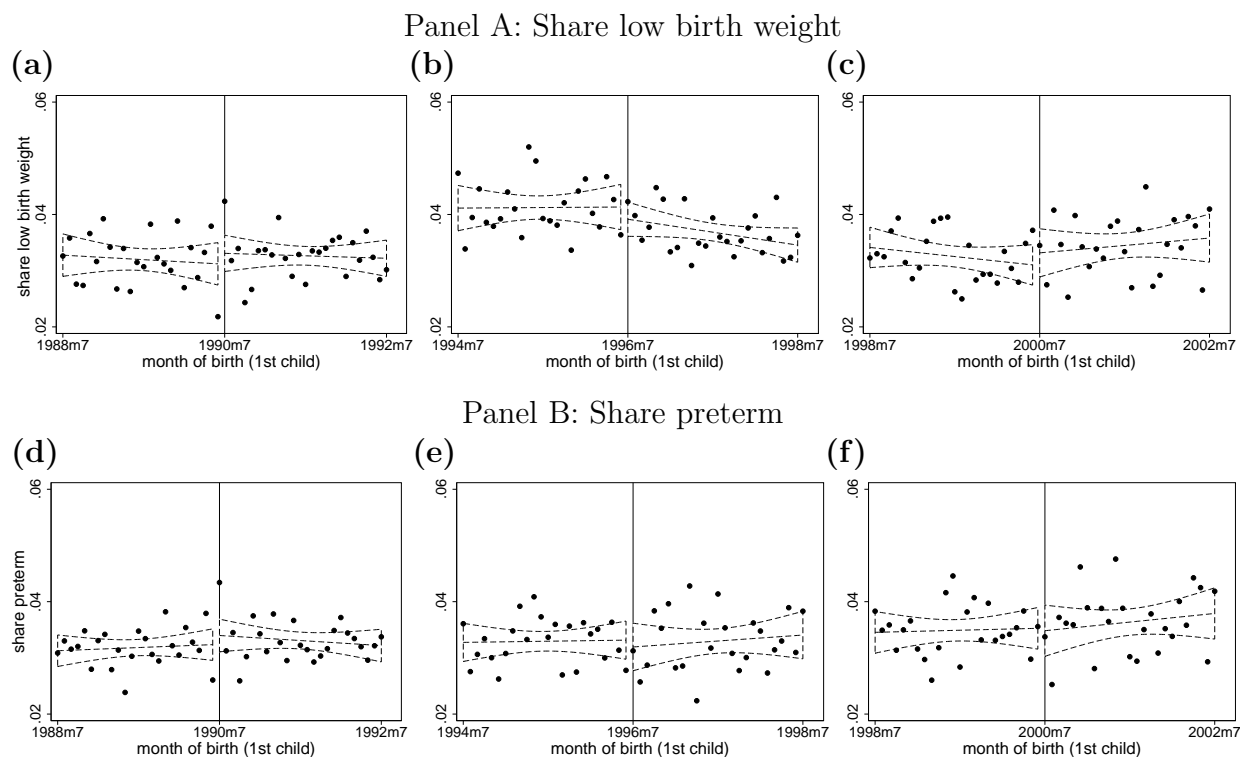 Panel A: Share low birth weight
(a) (b) (c)
share low birth weight
.02 .04 .06
.02 .04 .06
.02 .04 .06
1988m7 1990m7 1992m7
1994m7 1996m7 1998m7
1998m7 2000m7 2002m7
month of birth (1st child) month of birth (1st child) month of birth (1st child)
Panel B: Share preterm
(d) (e) (f)
share preterm
.02 .04 .06
.02 .04 .06
.02 .04 .06
1988m7 1990m7 1992m7
1994m7 1996m7 1998m7
1998m7 2000m7 2002m7
month of birth (1st child) month of birth (1st child) month of birth (1st child)